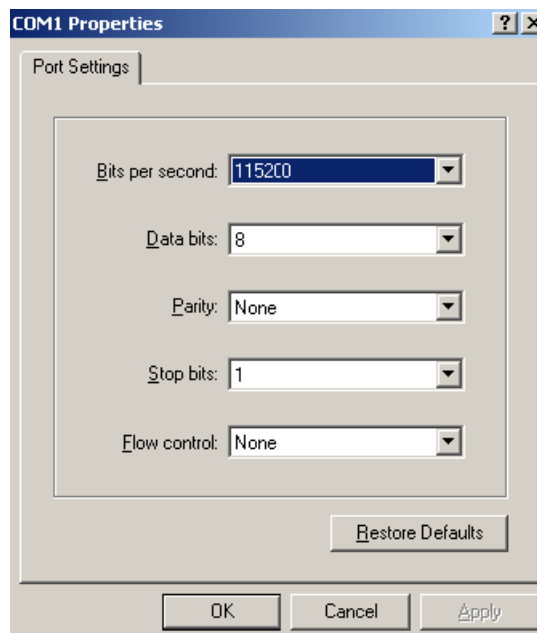 COM1 Properties
Port Settings
Bits per second: 115200
Data bits: 8
Parity: None
Stop bits: 1
Flow control: None
Restore Defaults
OK Cancel Apply